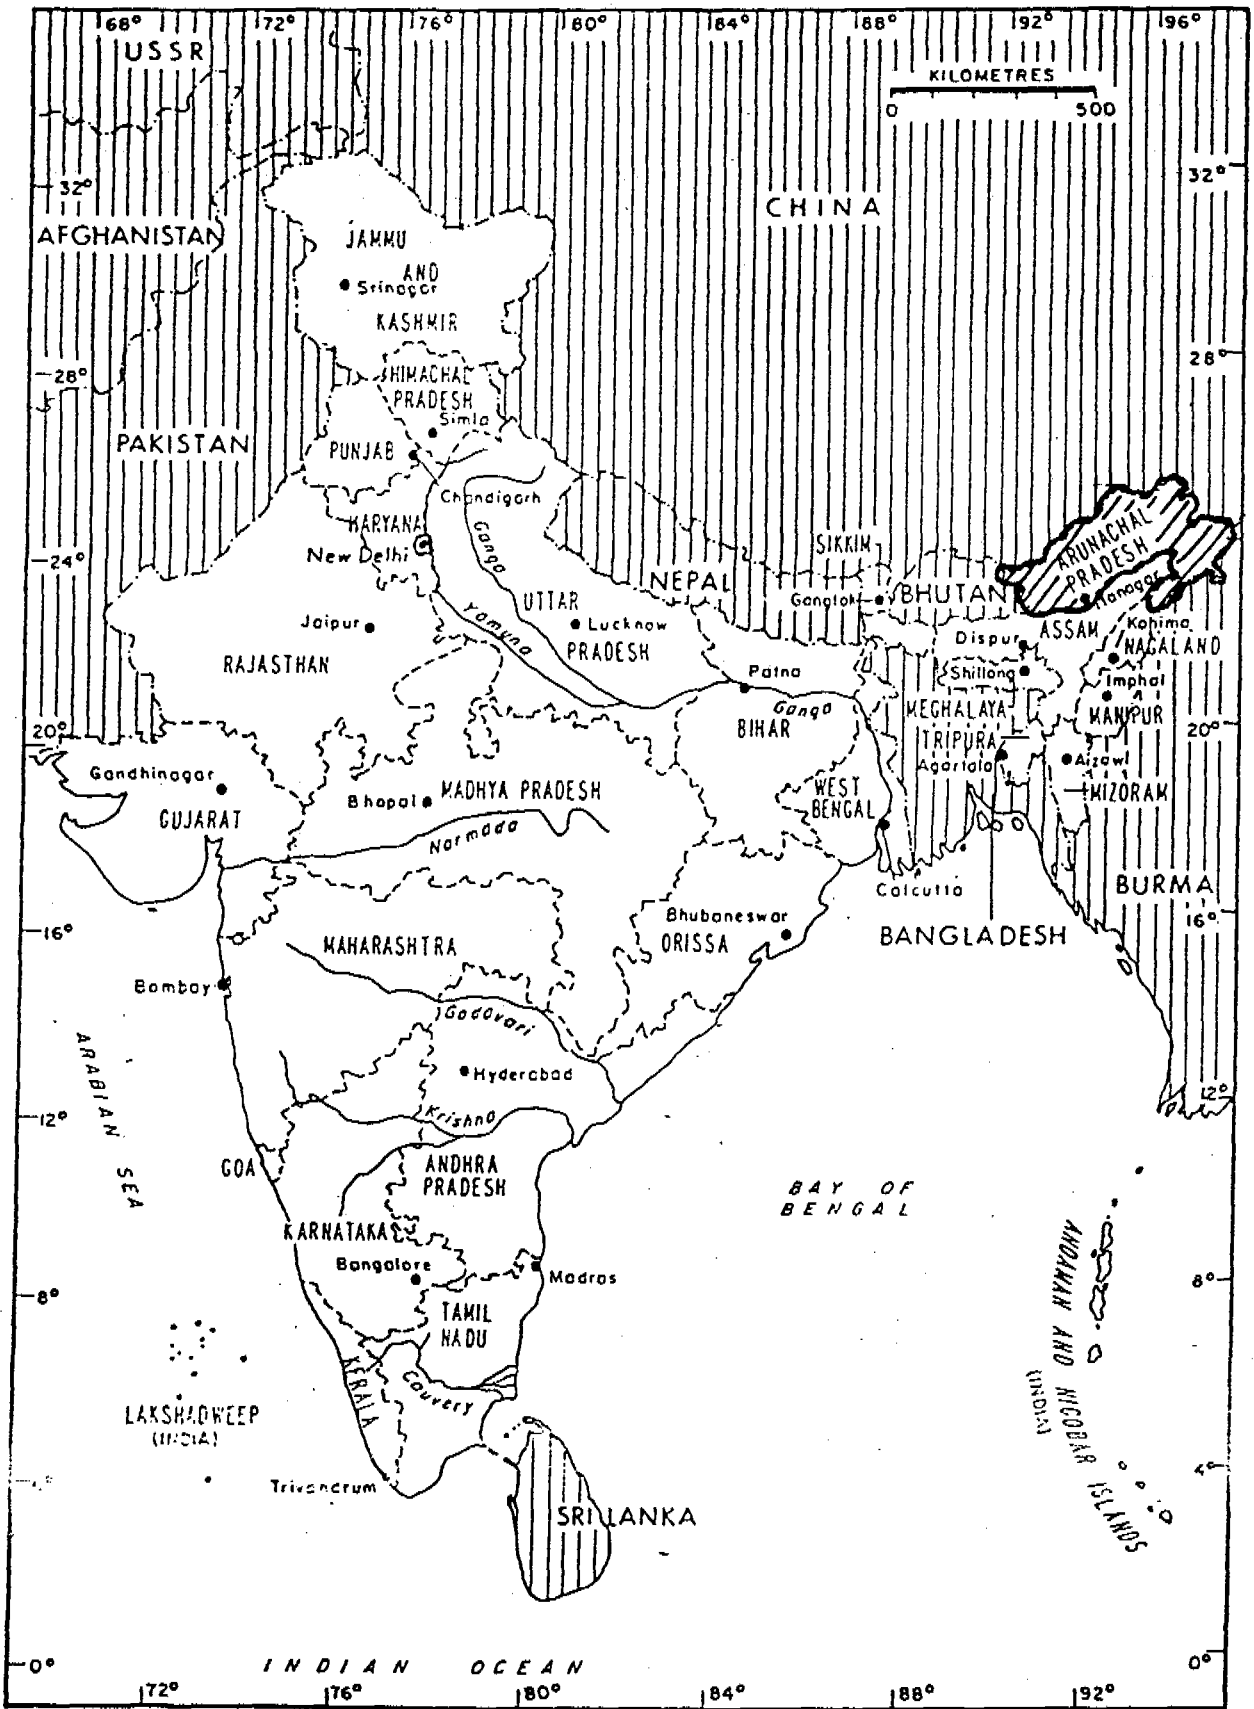 68° 72° 76° 80° 84° 88° 92° 96°
USSR
KILOMETRES
0 500
32° 32°
CHINA
AFGHANISTAN
JAMMU
AND
Srinagar
KASHMIR
28° 28°
HIMACHAL
PRADESH
Simla
PAKISTAN
PUNJAB
Chandigarh
HARYANA
New Delhi
Ganga
24°
SIKKIM
ARUNACHAL
PRADESH
NEPAL
Gangtok
BHUTAN
Itanagar
UTTAR
Lucknow
PRADESH
Yamuna
Jaipur
RAJASTHAN
Dispur
ASSAM
Kohima
NAGALAND
Shillong
Imphal
Patna
Ganga
BIHAR
MEGHALAYA
MANIPUR
20° 20°
TRIPURA
Agartala
Aizawl
MIZORAM
Gandhinagar
GUJARAT
Bhopal
MADHYA PRADESH
Narmada
WEST
BENGAL
Calcutta
BURMA
16° 16°
Bhubaneswar
ORISSA
BANGLADESH
MAHARASHTRA
Bombay
Godavari
ARABIAN SEA
Hyderabad
Krishna
12° 12°
GOA
ANDHRA
PRADESH
BAY OF
BENGAL
KARNATAKA
Bangalore
Madras
8° 8°
TAMIL
NADU
ANDAMAN AND NICOBAR ISLANDS
(INDIA)
KERALA
Cauvery
LAKSHADWEEP
(INDIA)
4° 4°
Trivandrum
SRI LANKA
0° 0°
INDIAN OCEAN
72° 76° 80° 84° 88° 92°